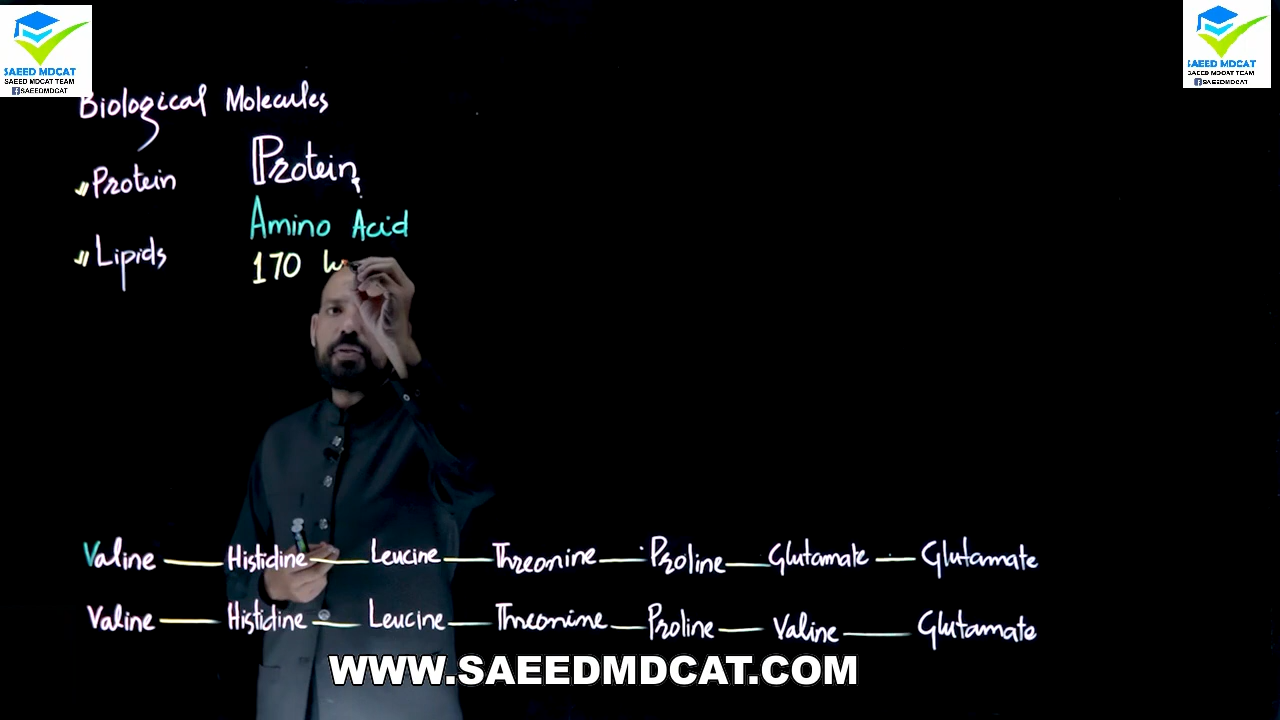 SAEED MDCAT
SAEED MDCAT TEAM
SAEEDMDCAT
SAEED MDCAT
SAEED MDCAT TEAM
SAEEDMDCAT
Biological Molecules
Protein
Lipids
Protein
Amino Acid
170
Valine Histidine Leucine Threonine Proline Glutamate Glutamate
Valine Histidine Leucine Threonine Proline Valine Glutamate
WWW.SAEEDMDCAT.COM